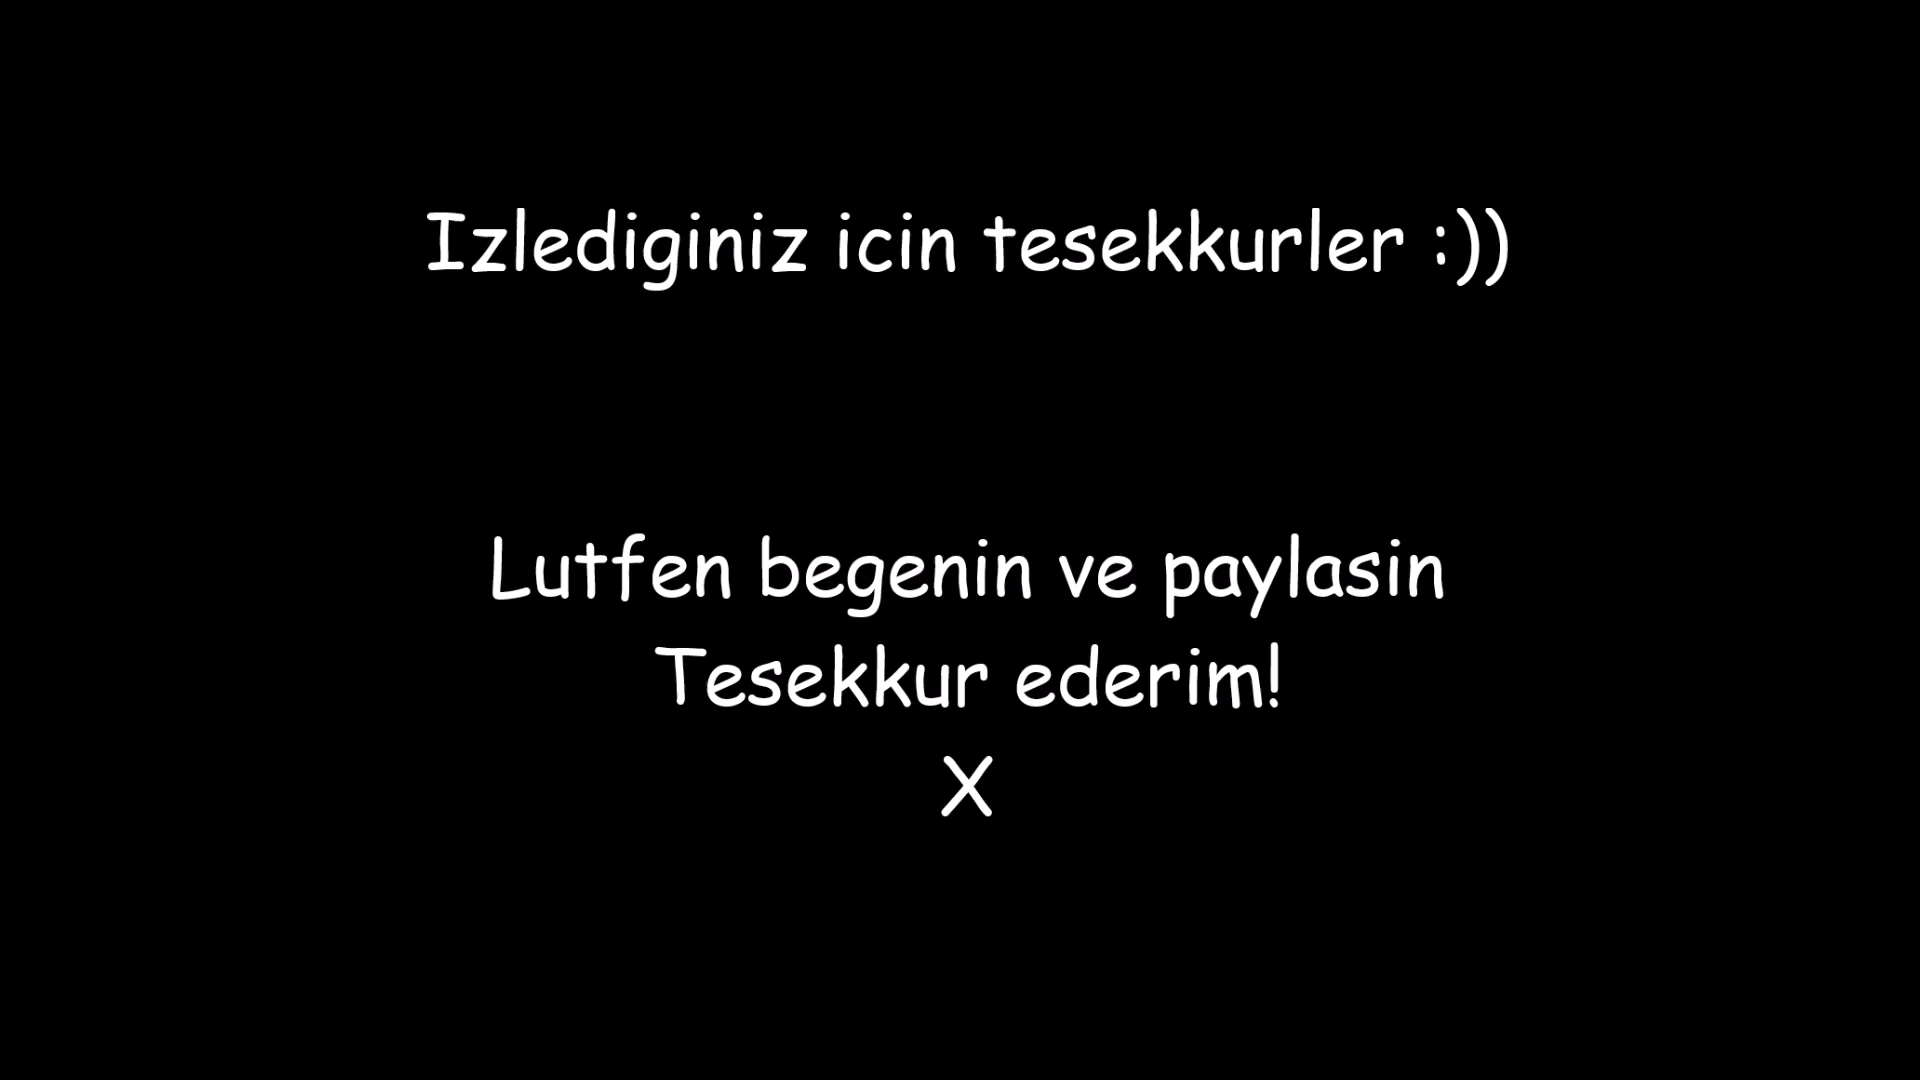 Izlediginiz icin tesekkurler :))
Lutfen begenin ve paylasin
Tesekkur ederim!
X